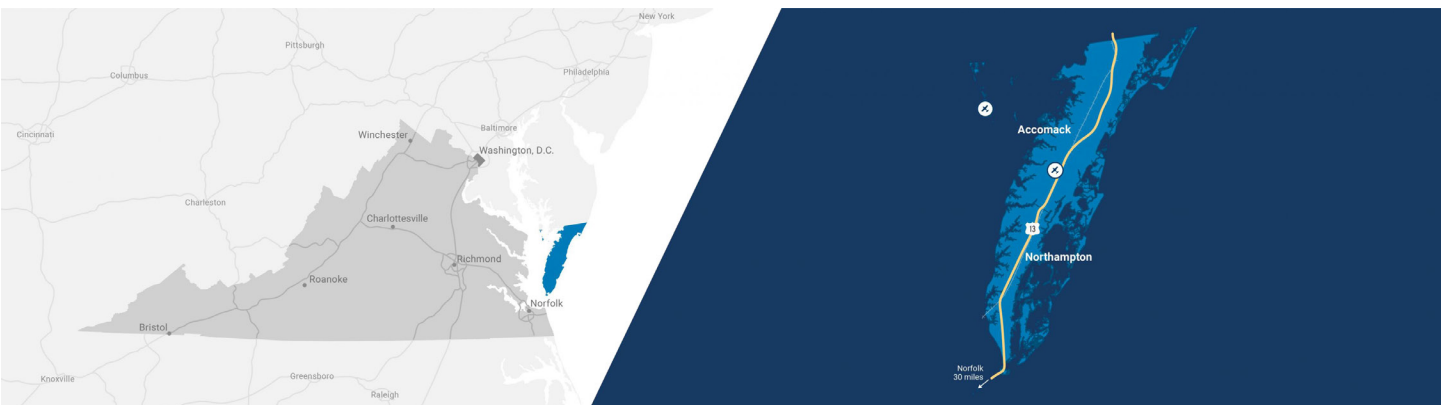 New York
Pittsburgh
Philadelphia
Columbus
Cincinnati
Winchester
Baltimore
Washington, D.C.
Charleston
Charlottesville
Richmond
Roanoke
Norfolk
Bristol
Knoxville
Greensboro
Raleigh
Accomack
13
Northampton
Norfolk
30 miles